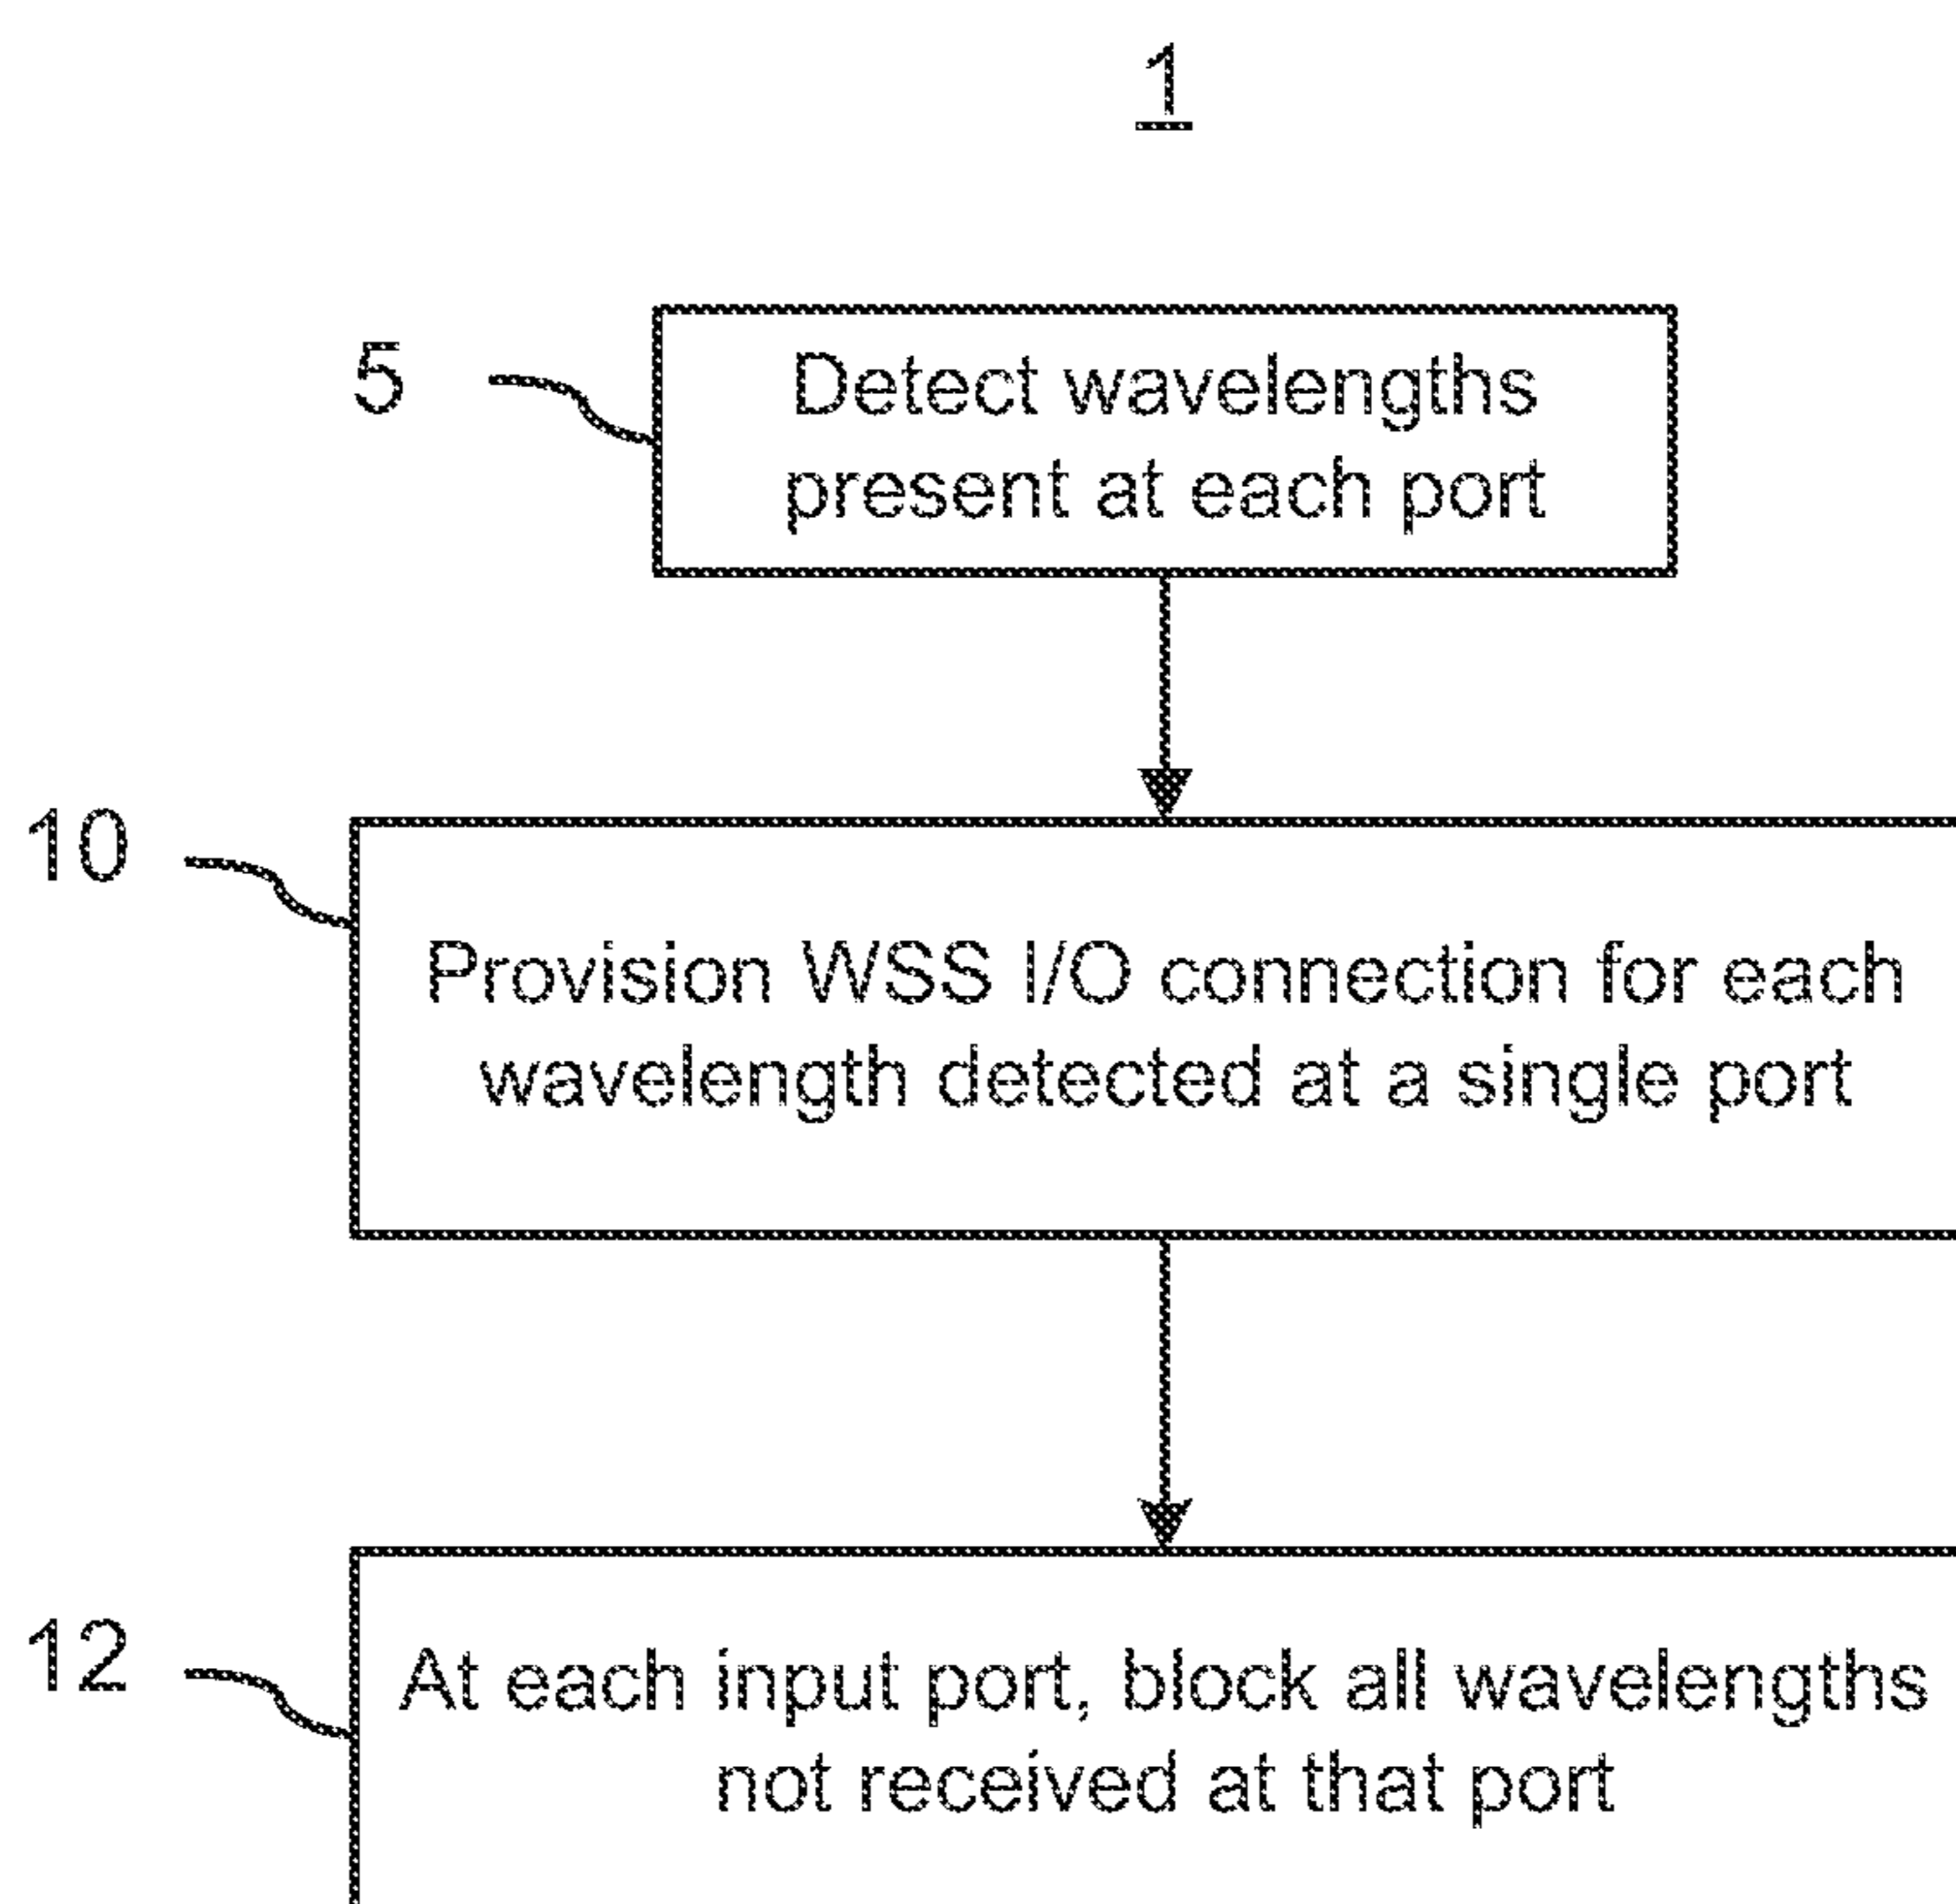 1
5
Detect wavelengths
present at each port
10
Provision WSS I/O connection for each
wavelength detected at a single port
12
At each input port, block all wavelengths
not received at that port